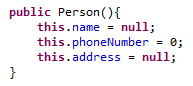 public Person(){
    this.name = null;
    this.phoneNumber = 0;
    this.address = null;
}